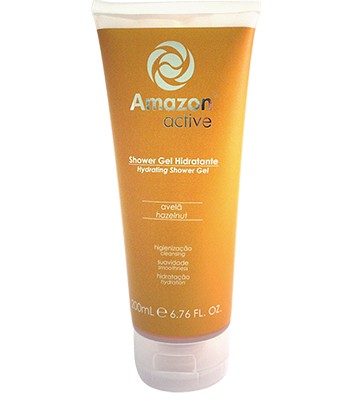 Amazon
active
Shower Gel Hidratante
Hydrating Shower Gel
avelã
hazelnut
higienização
cleansing
suavidade
smoothness
hidratação
hydration
200mL ℮ 6.76 FL. OZ.